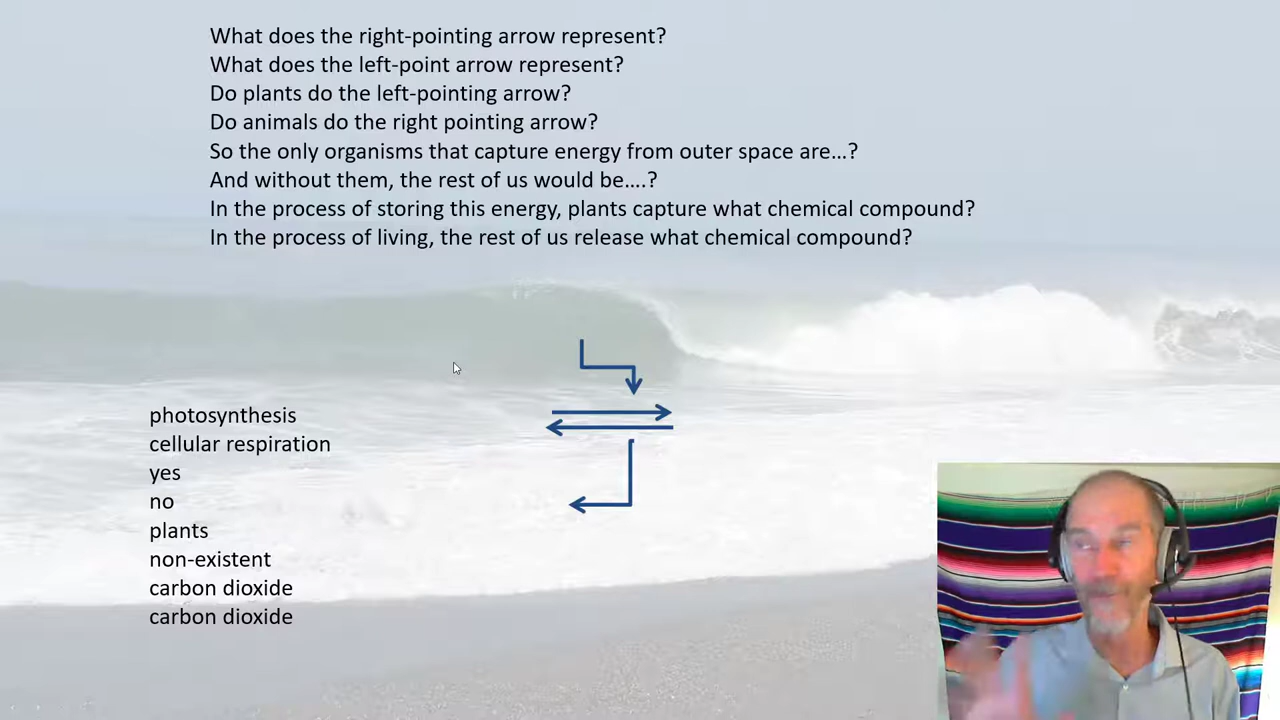 What does the right-pointing arrow represent?
What does the left-point arrow represent?
Do plants do the left-pointing arrow?
Do animals do the right pointing arrow?
So the only organisms that capture energy from outer space are…?
And without them, the rest of us would be….?
In the process of storing this energy, plants capture what chemical compound?
In the process of living, the rest of us release what chemical compound?
photosynthesis
cellular respiration
yes
no
plants
non-existent
carbon dioxide
carbon dioxide